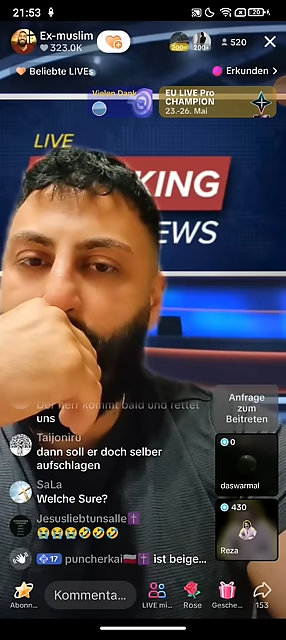 21:53
20
Ex-muslim
323.0K
200+
200+
520
Beliebte LIVEs
Erkunden >
Vielen Dank
EU LIVE Pro
CHAMPION
23.-26. Mai
LIVE
KING
EWS
Der herr kommt bald und rettet
uns
Taijoniru
dann soll er doch selber
aufschlagen
SaLa
Welche Sure?
Jesusliebtunsalle✝️
😭😭😭🤣🤣🤣
17 puncherkai🇵🇱✝️ ist beige...
Anfrage
zum
Beitreten
0
daswarmal
430
Reza
Abonn...
Kommenta...
LIVE mi...
Rose
Gesche...
153